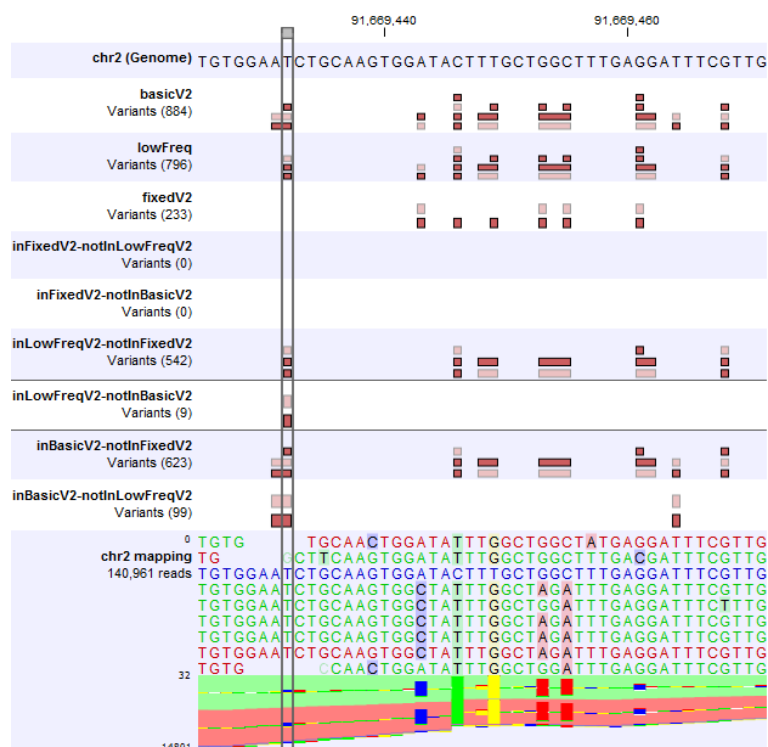 91,669,440 91,669,460
chr2 (Genome) TGTGGAATCTGCAAGTGGATACTTTGCTGGCTTTGAGGATTTCGTTG
basicV2
Variants (884)
lowFreq
Variants (796)
fixedV2
Variants (233)
inFixedV2-notInLowFreqV2
Variants (0)
inFixedV2-notInBasicV2
Variants (0)
inLowFreqV2-notInFixedV2
Variants (542)
inLowFreqV2-notInBasicV2
Variants (9)
inBasicV2-notInFixedV2
Variants (623)
inBasicV2-notInLowFreqV2
Variants (99)
0 TGTG TGCAACTGGATATTTGGCTGGCTATGAGGATTTCGTTG
chr2 mapping TG GCTTCAAGTGGATATTTGGCTGGCTTTGACGATTTCGTTG
140,961 reads TGTGGAATCTGCAAGTGGATACTTTGCTGGCTTTGAGGATTTCGTTG
TGTGGAATCTGCAAGTGGCTATTTGGCTAGATTTGAGGATTTCGTTG
TGTGGAATCTGCAAGTGGCTATTTGGCTGGATTTGAGGATTTCTTTG
TGTGGAATCTGCAAGTGGCTATTTGGCTAGATTTGAGGATTTCGTTG
TGTGGAATCTGCAAGTGGCTATTTGGCTAGATTTGAGGATTTCGTTG
TGTGGAATCTGCAAGTGGCTATTTGGCTAGATTTGAGGATTTCGTTG
TGTG CCAACTGGATATTTGGCTGGATTTGAGGATTTCGTTG
32